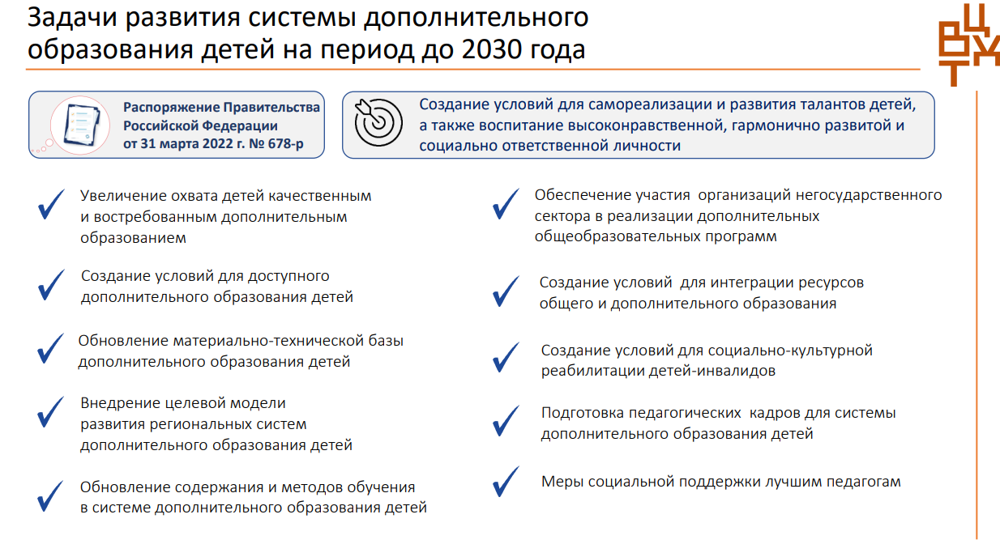 Задачи развития системы дополнительного
образования детей на период до 2030 года
ВЦДТ
Распоряжение Правительства
Российской Федерации
от 31 марта 2022 г. № 678-р
Создание условий для самореализации и развития талантов детей,
а также воспитание высоконравственной, гармонично развитой и
социально ответственной личности
Увеличение охвата детей качественным
и востребованным дополнительным
образованием
Создание условий для доступного
дополнительного образования детей
Обновление материально-технической базы
дополнительного образования детей
Внедрение целевой модели
развития региональных систем
дополнительного образования детей
Обновление содержания и методов обучения
в системе дополнительного образования детей
Обеспечение участия  организаций негосударственного
сектора в реализации дополнительных
общеобразовательных программ
Создание условий  для интеграции ресурсов
общего и дополнительного образования
Создание условий для социально-культурной
реабилитации детей-инвалидов
Подготовка педагогических  кадров для системы
дополнительного образования детей
Меры социальной поддержки лучшим педагогам